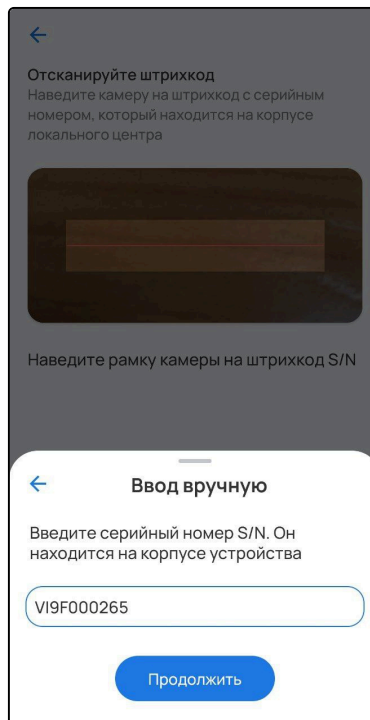 Отсканируйте штрихкод
Наведите камеру на штрихкод с серийным
номером, который находится на корпусе
локального центра
Наведите рамку камеры на штрихкод S/N
Ввод вручную
Введите серийный номер S/N. Он
находится на корпусе устройства
VI9F000265
Продолжить